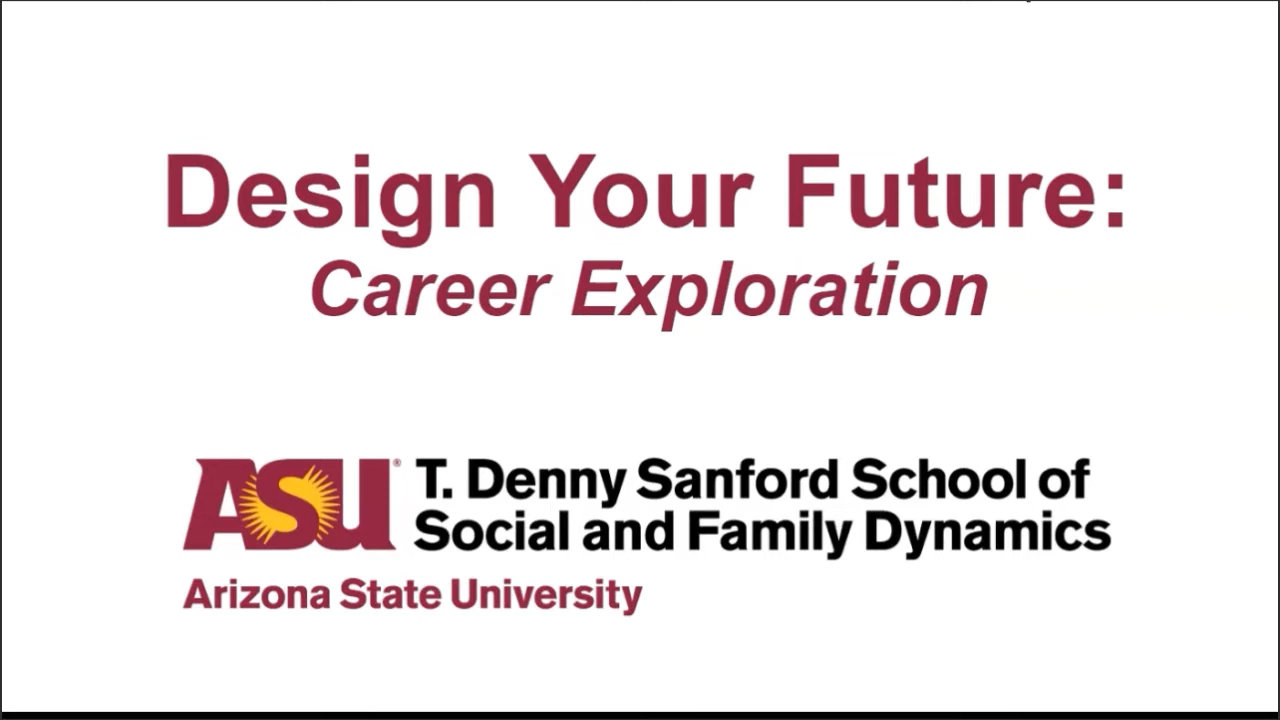 Design Your Future:
Career Exploration
ASU®
T. Denny Sanford School of
Social and Family Dynamics
Arizona State University